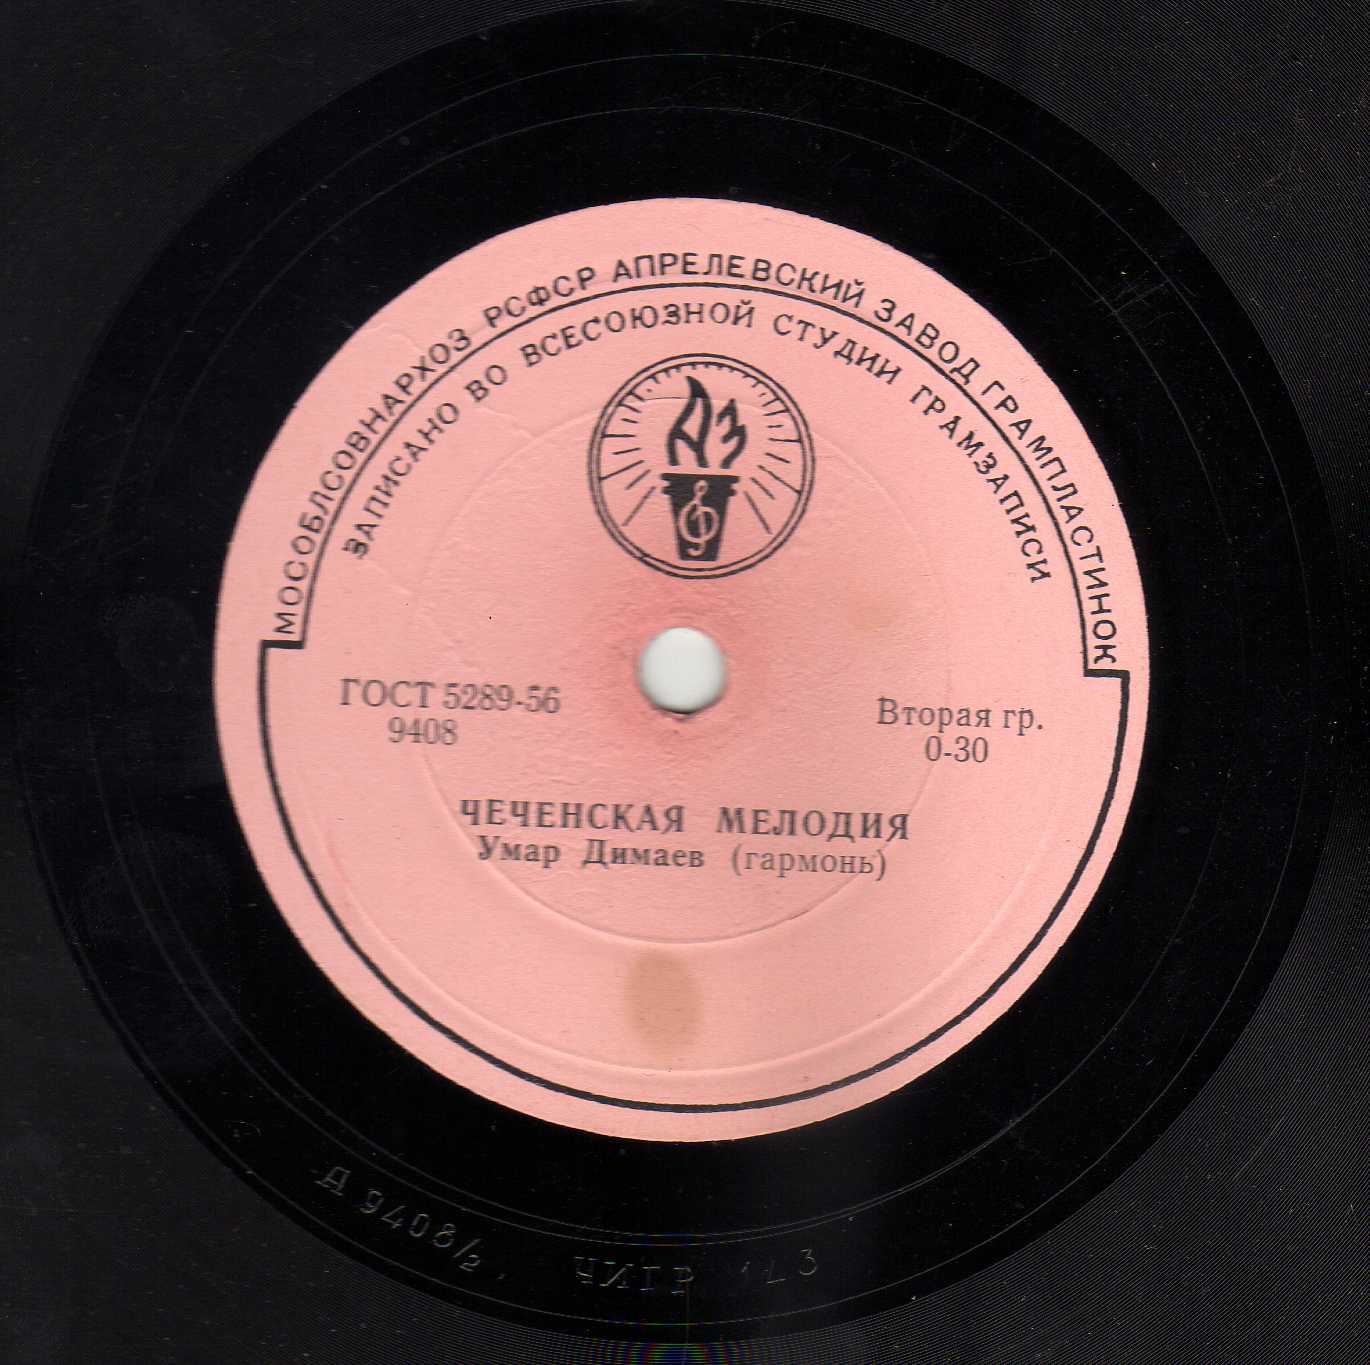 МОСОБЛСОВНАРХОЗ РСФСР АПРЕЛЕВСКИЙ ЗАВОД ГРАМПЛАСТИНОК
ЗАПИСАНО ВО ВСЕСОЮЗНОЙ СТУДИИ ГРАМЗАПИСИ
АЗ
ГОСТ 5289-56
9408
Вторая гр.
0-30
ЧЕЧЕНСКАЯ МЕЛОДИЯ
Умар Димаев (гармонь)
Д 9408/2
ЧИГР